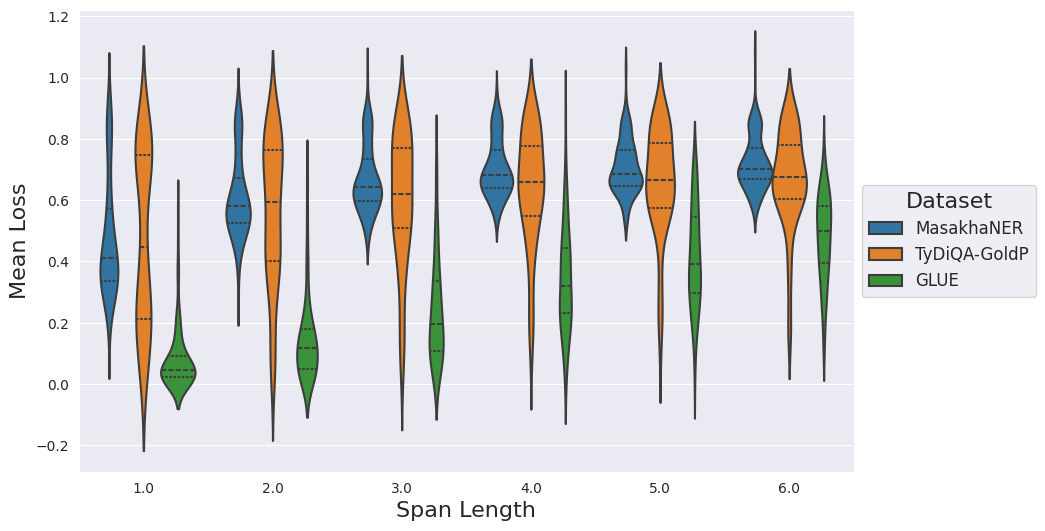 1.2
1.0
0.8
0.6
0.4
0.2
0.0
−0.2
Mean Loss
1.0 2.0 3.0 4.0 5.0 6.0
Span Length
Dataset
MasakhaNER
TyDiQA-GoldP
GLUE